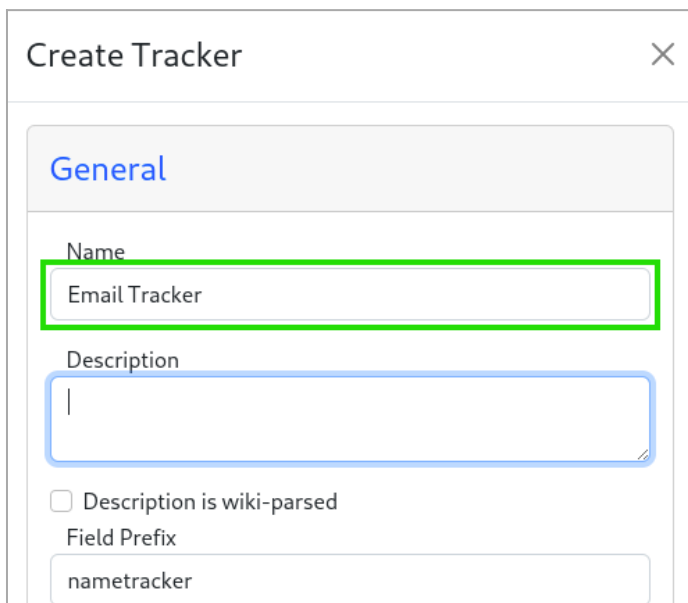 Create Tracker
General
Name
Email Tracker
Description
Description is wiki-parsed
Field Prefix
nametracker